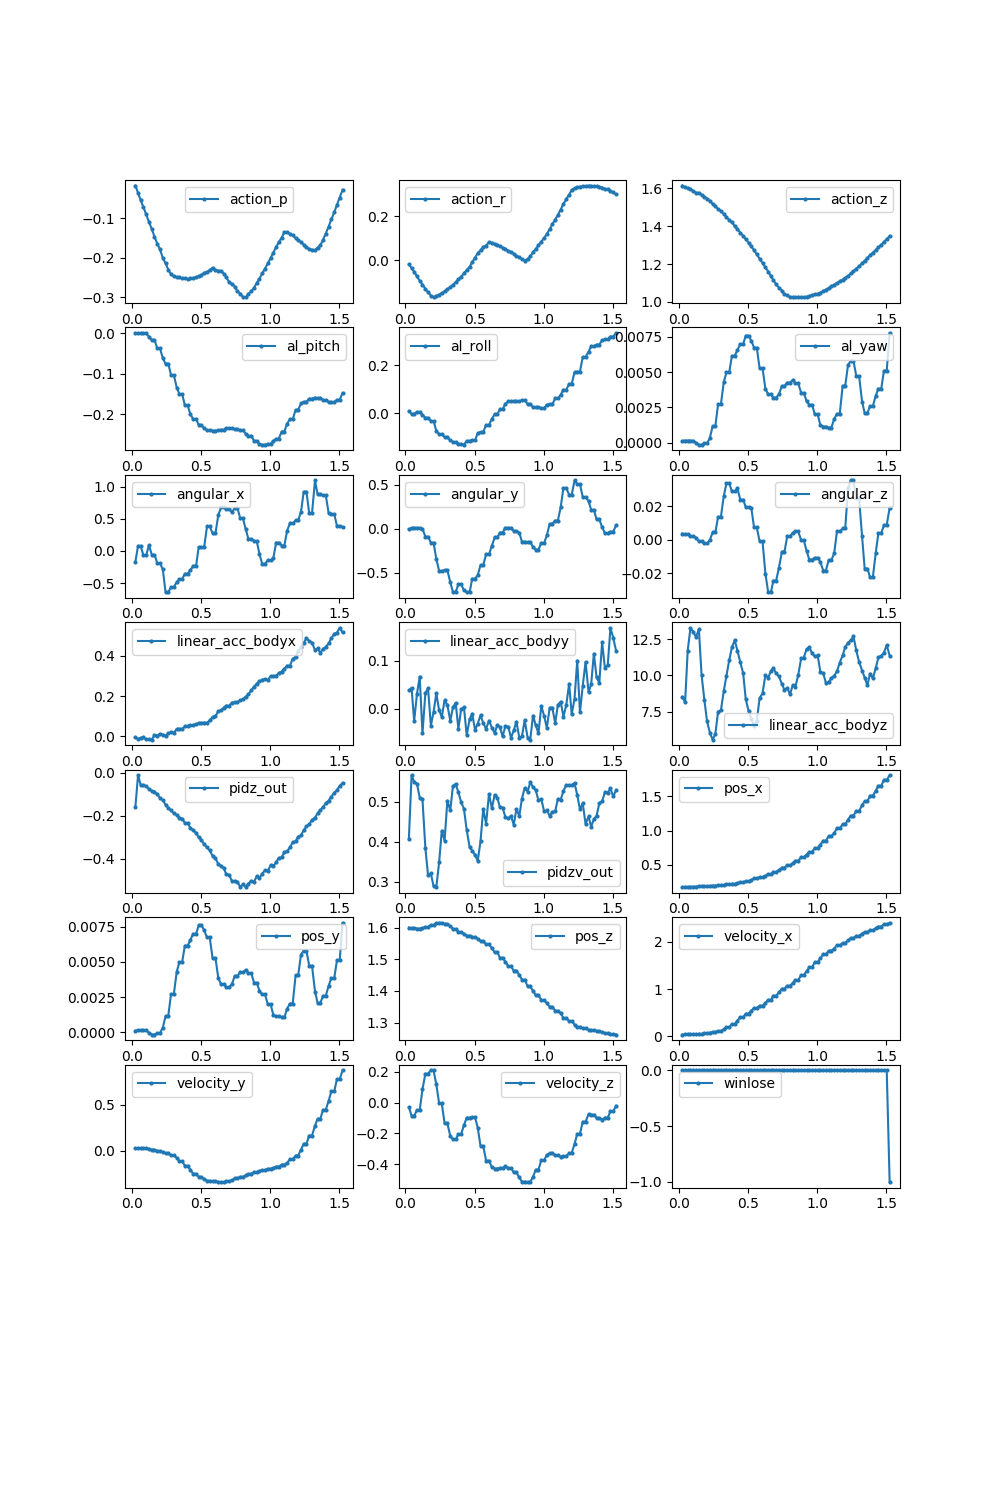 action_p
−0.1
−0.2
−0.3
0.0 0.5 1.0 1.5
action_r
0.2
0.0
0.0 0.5 1.0 1.5
action_z
1.6
1.4
1.2
1.0
0.0 0.5 1.0 1.5
al_pitch
0.0
−0.1
−0.2
0.0 0.5 1.0 1.5
al_roll
0.2
0.0
0.0 0.5 1.0 1.5
al_yaw
0.0075
0.0050
0.0025
0.0000
0.0 0.5 1.0 1.5
angular_x
1.0
0.5
0.0
−0.5
0.0 0.5 1.0 1.5
angular_y
0.5
0.0
−0.5
0.0 0.5 1.0 1.5
angular_z
0.02
0.00
−0.02
0.0 0.5 1.0 1.5
linear_acc_bodyx
0.4
0.2
0.0
0.0 0.5 1.0 1.5
linear_acc_bodyy
0.1
0.0
0.0 0.5 1.0 1.5
12.5
10.0
7.5
linear_acc_bodyz
0.0 0.5 1.0 1.5
pidz_out
0.0
−0.2
−0.4
0.0 0.5 1.0 1.5
0.5
0.4
0.3
pidzv_out
0.0 0.5 1.0 1.5
pos_x
1.5
1.0
0.5
0.0 0.5 1.0 1.5
pos_y
0.0075
0.0050
0.0025
0.0000
0.0 0.5 1.0 1.5
pos_z
1.6
1.5
1.4
1.3
0.0 0.5 1.0 1.5
velocity_x
2
1
0
0.0 0.5 1.0 1.5
velocity_y
0.5
0.0
0.0 0.5 1.0 1.5
velocity_z
0.2
0.0
−0.2
−0.4
0.0 0.5 1.0 1.5
winlose
0.0
−0.5
−1.0
0.0 0.5 1.0 1.5